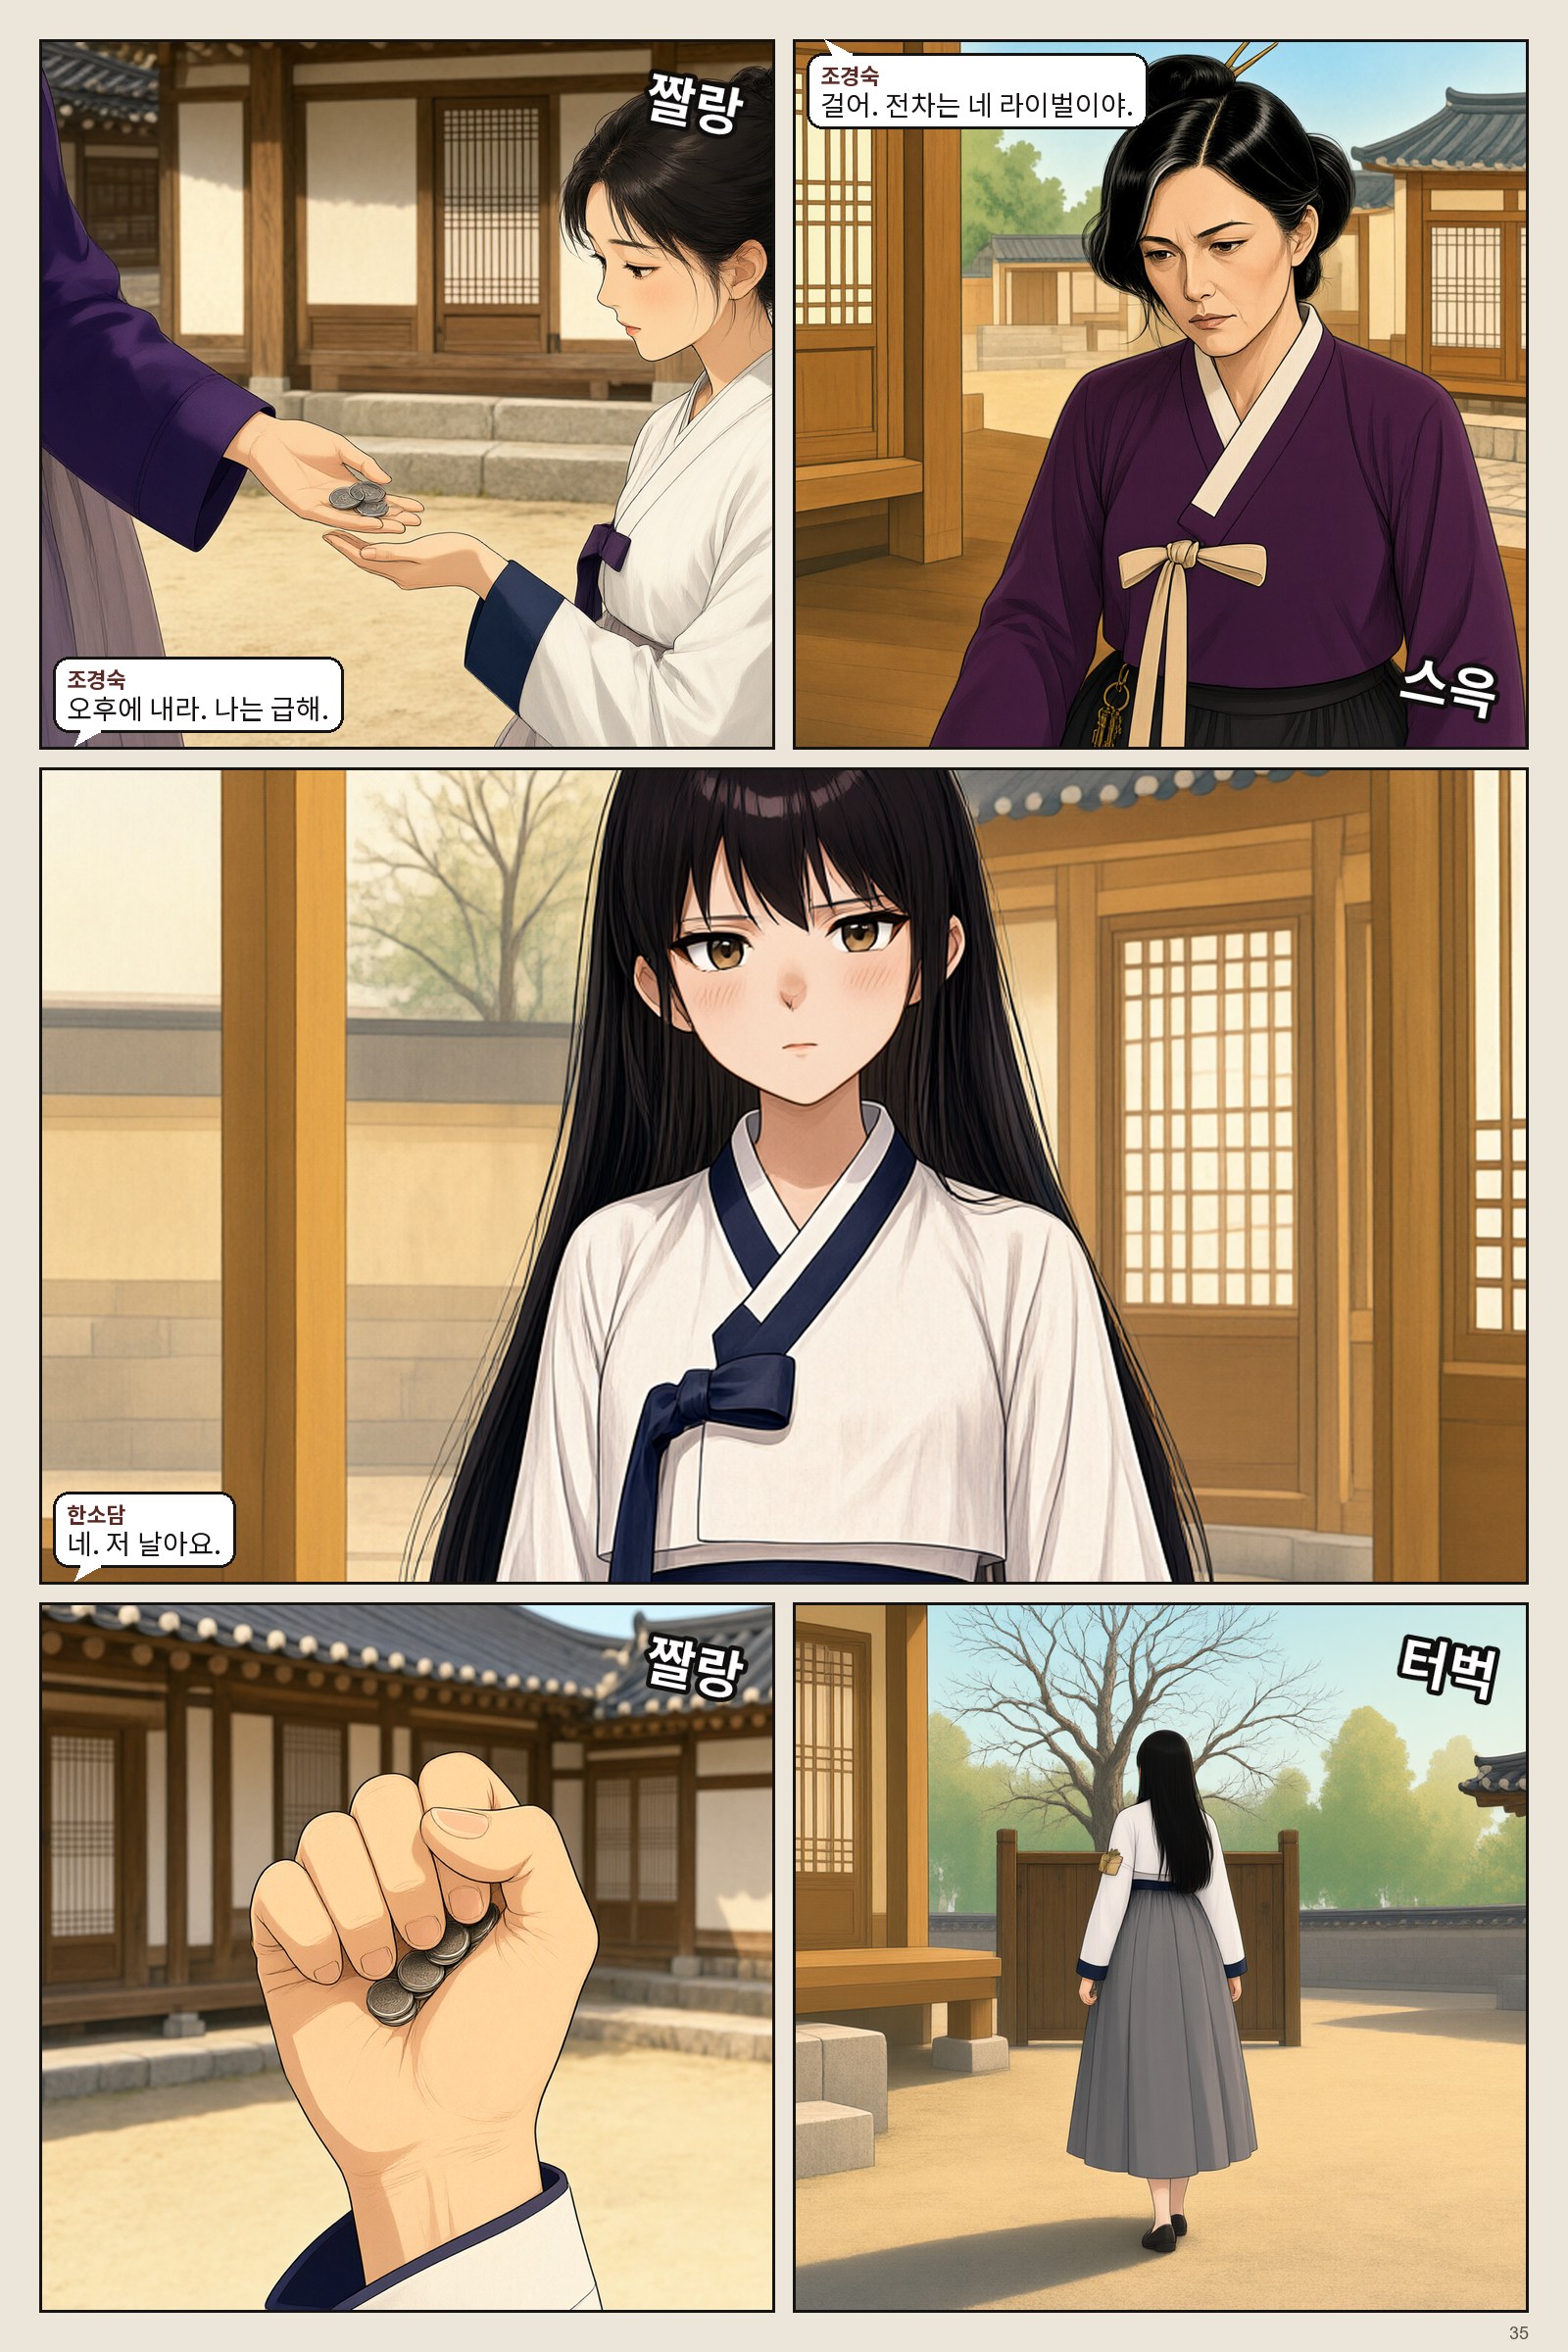 짤랑
조경숙
오후에 내라. 나는 급해.
조경숙
걸어. 전차는 네 라이벌이야.
스윽
한소담
네. 저 날아요.
짤랑
터벅
35